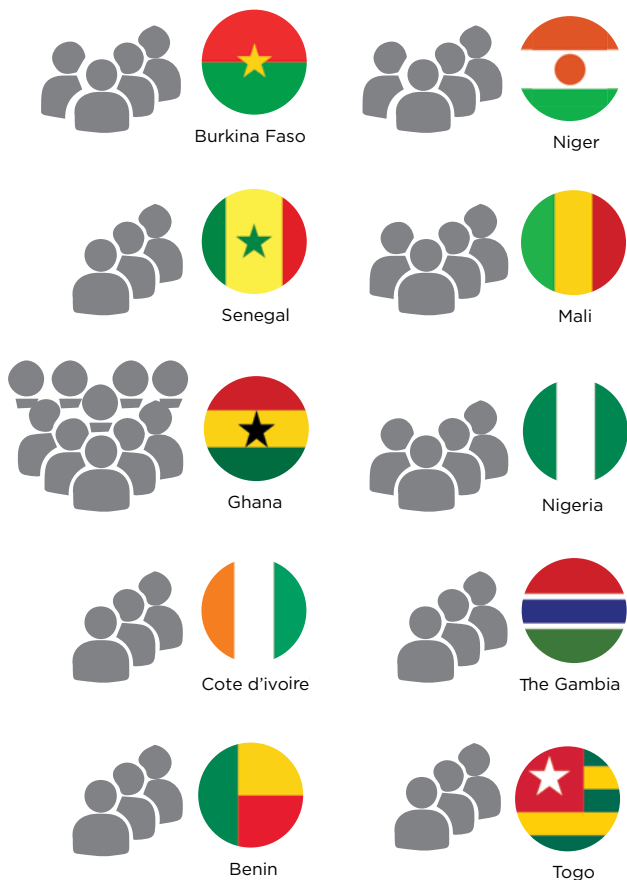 Burkina Faso
Niger
Senegal
Mali
Ghana
Nigeria
Cote d'ivoire
The Gambia
Benin
Togo